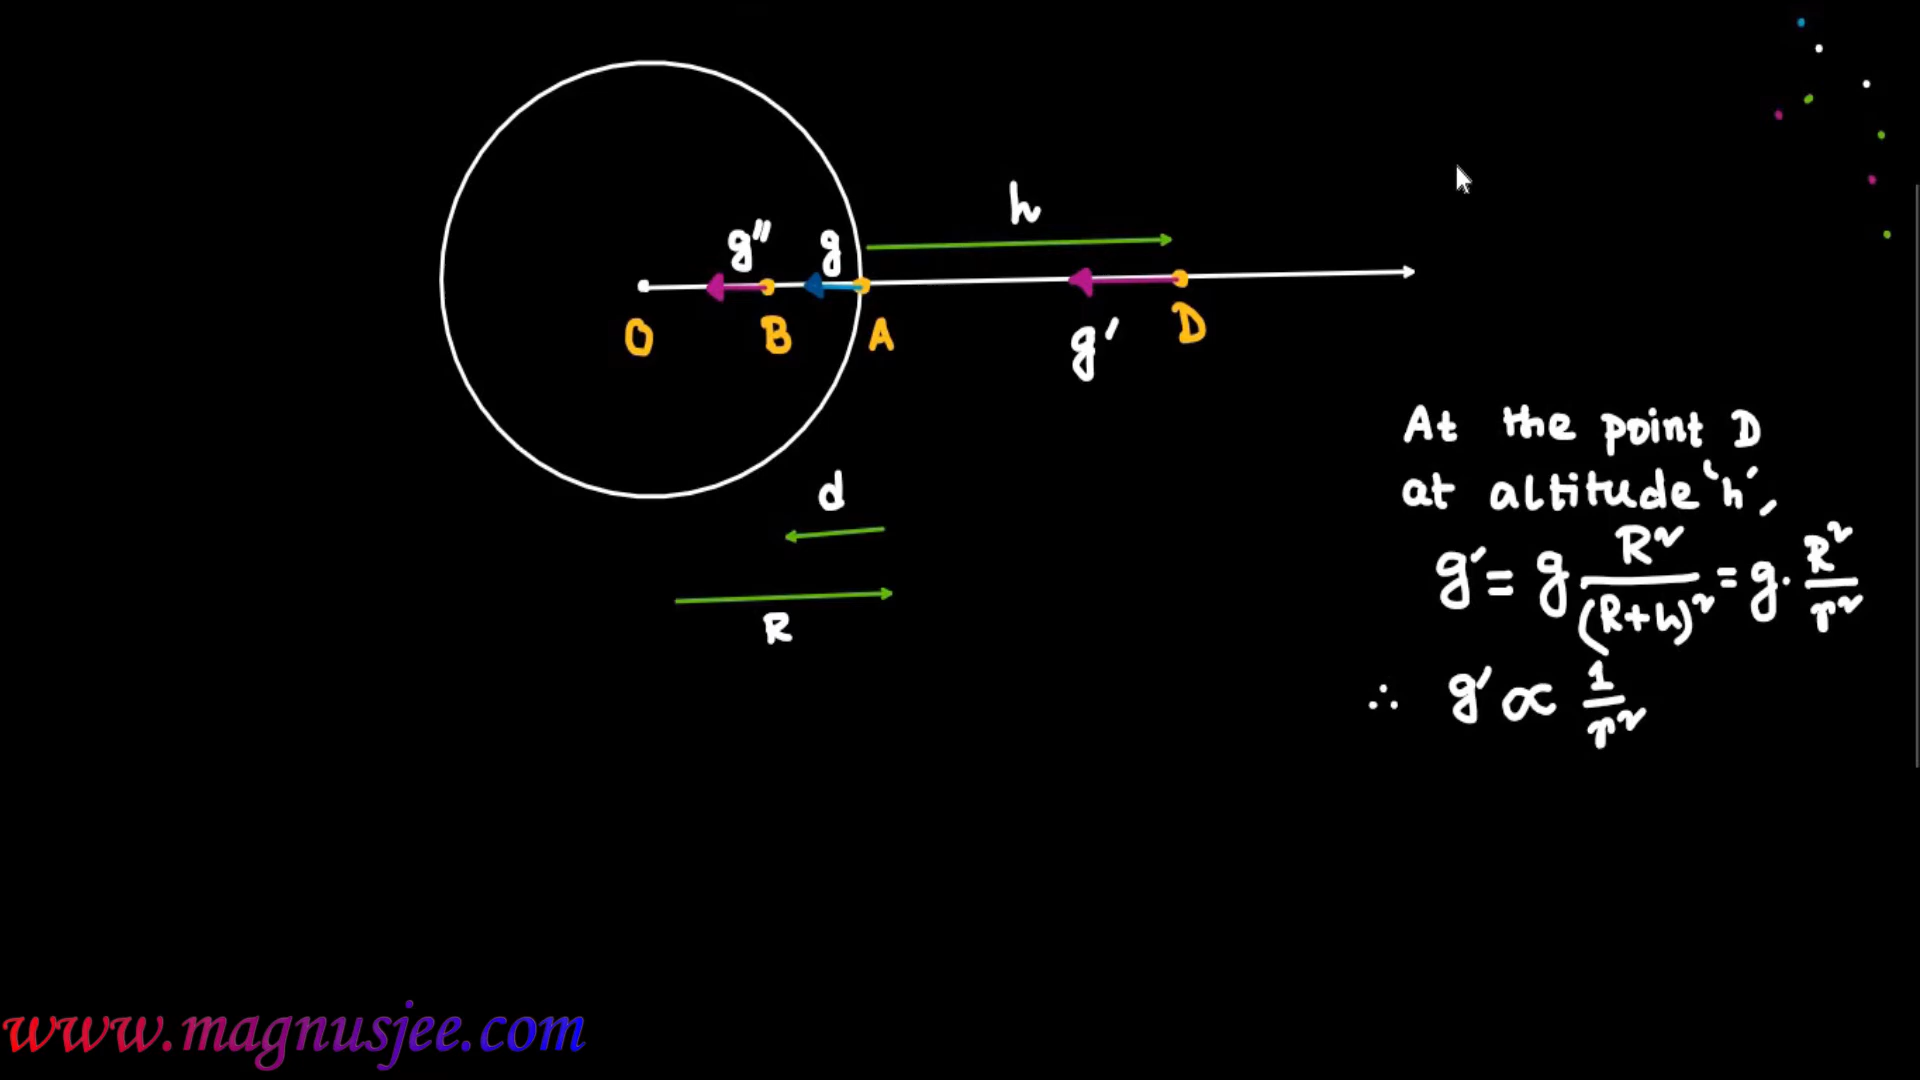 h
g″ g
O B A D
g′
d
R
At the point D
at altitude ‘h’,
g′ = g R²/(R+h)² = g · R²/r²
∴ g′ ∝ 1/r²
www.magnusjee.com